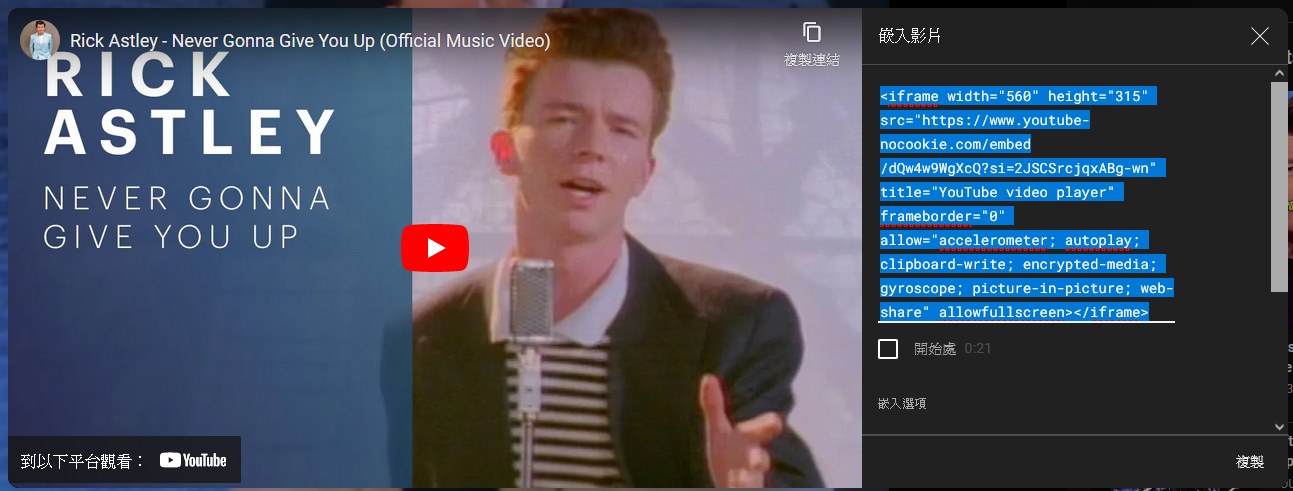 Rick Astley - Never Gonna Give You Up (Official Music Video)
複製連結
RICK
ASTLEY
NEVER GONNA
GIVE YOU UP
到以下平台觀看：
YouTube
嵌入影片
<iframe width="560" height="315"
src="https://www.youtube-
nocookie.com/embed
/dQw4w9WgXcQ?si=2JSCSrcjqxABg-wn"
title="YouTube video player"
frameborder="0"
allow="accelerometer; autoplay;
clipboard-write; encrypted-media;
gyroscope; picture-in-picture; web-
share" allowfullscreen></iframe>
開始處 0:21
嵌入選項
複製